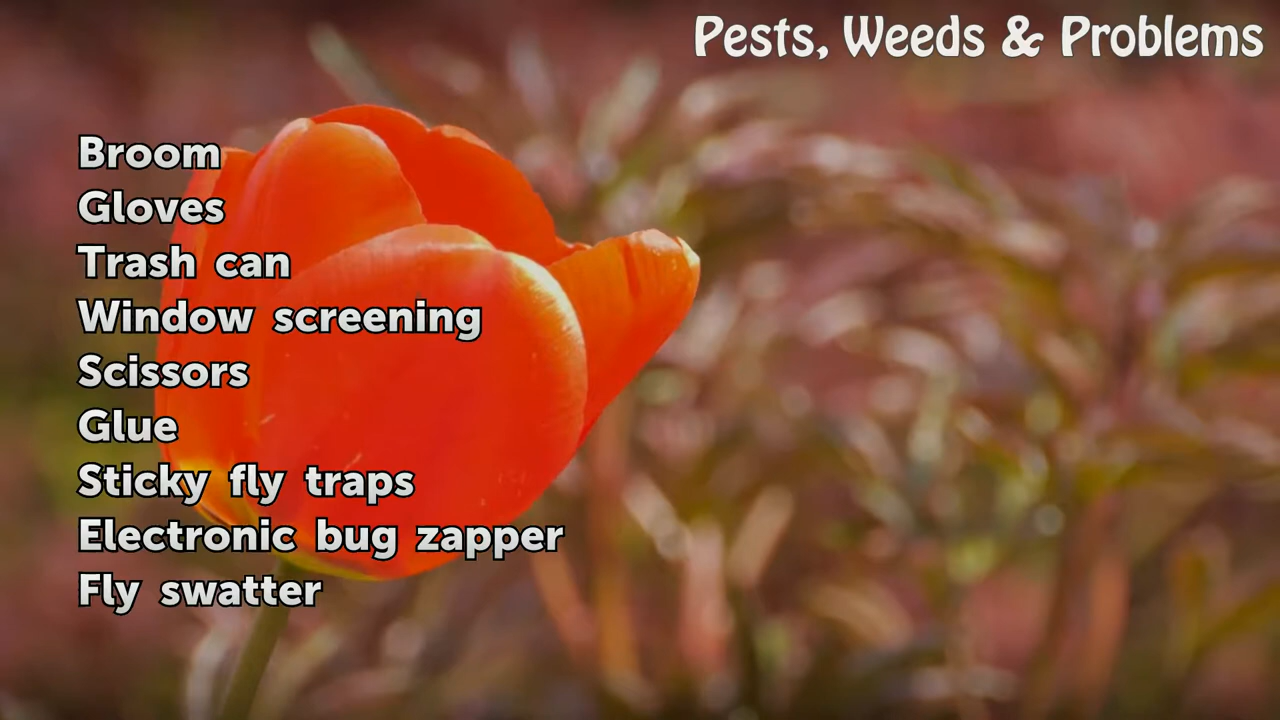 Pests, Weeds & Problems
Broom
Gloves
Trash can
Window screening
Scissors
Glue
Sticky fly traps
Electronic bug zapper
Fly swatter